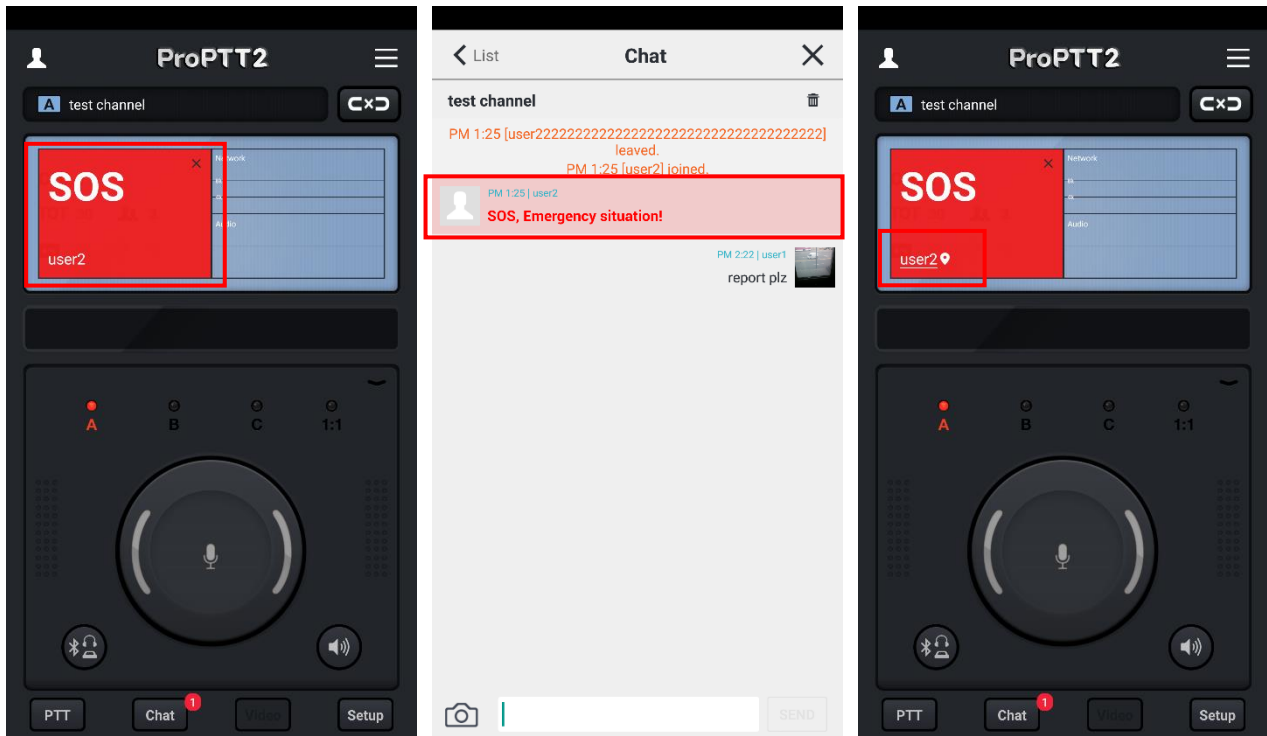 ProPTT2
A test channel
SOS
×
Network
Audio
user2
A
B
C
1:1
PTT
Chat
1
Video
Setup
List
Chat
test channel
PM 1:25 [user2222222222222222222222222222222222]
leaved.
PM 1:25 [user2] joined.
PM 1:25 | user2
SOS, Emergency situation!
PM 2:22 | user1
report plz
SEND
ProPTT2
A test channel
SOS
×
Network
Audio
user2
A
B
C
1:1
PTT
Chat
1
Video
Setup